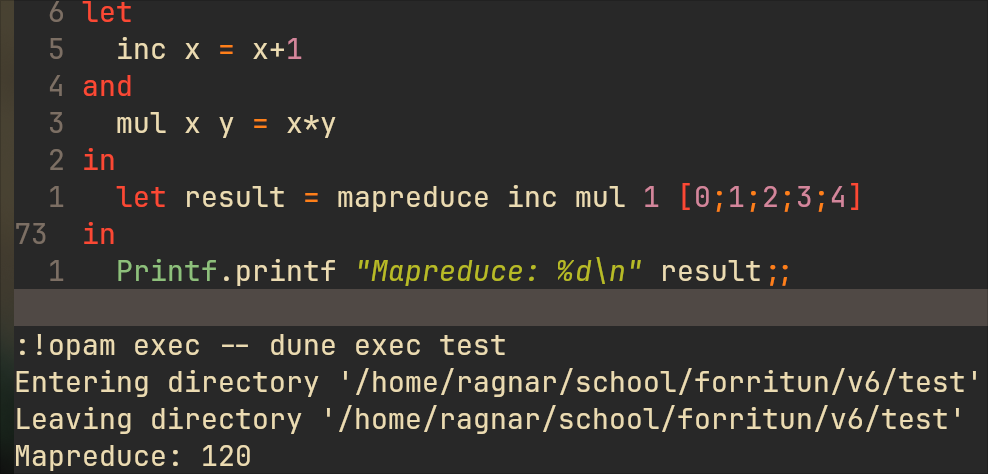 6 let
5   inc x = x+1
4 and
3   mul x y = x*y
2 in
1   let result = mapreduce inc mul 1 [0;1;2;3;4]
73  in
1   Printf.printf "Mapreduce: %d\n" result;;
:!opam exec -- dune exec test
Entering directory '/home/ragnar/school/forritun/v6/test'
Leaving directory '/home/ragnar/school/forritun/v6/test'
Mapreduce: 120